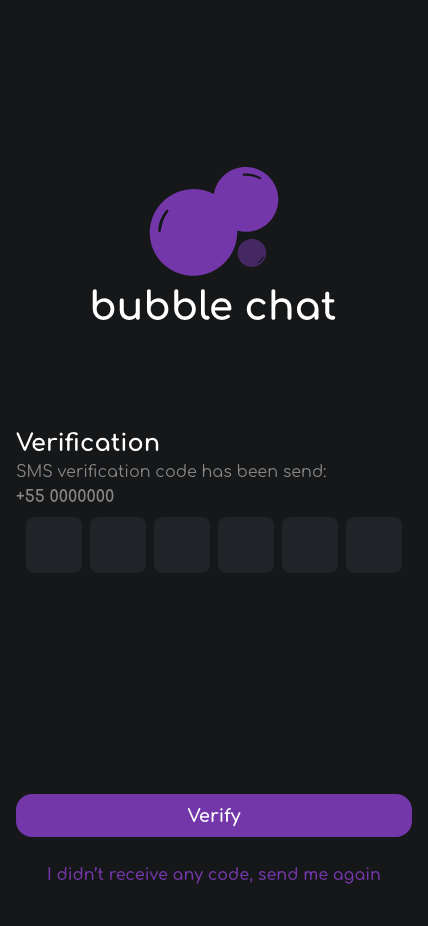 bubble chat
Verification
SMS verification code has been send:
+55 0000000
Verify
I didn't receive any code, send me again